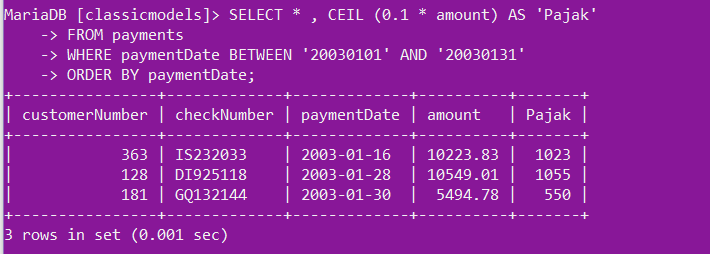 MariaDB [classicmodels]> SELECT * , CEIL (0.1 * amount) AS 'Pajak'
    -> FROM payments
    -> WHERE paymentDate BETWEEN '20030101' AND '20030131'
    -> ORDER BY paymentDate;
+----------------+-------------+-------------+----------+-------+
| customerNumber | checkNumber | paymentDate | amount   | Pajak |
+----------------+-------------+-------------+----------+-------+
|            363 | IS232033    | 2003-01-16  | 10223.83 |  1023 |
|            128 | DI925118    | 2003-01-28  | 10549.01 |  1055 |
|            181 | GQ132144    | 2003-01-30  |  5494.78 |   550 |
+----------------+-------------+-------------+----------+-------+
3 rows in set (0.001 sec)